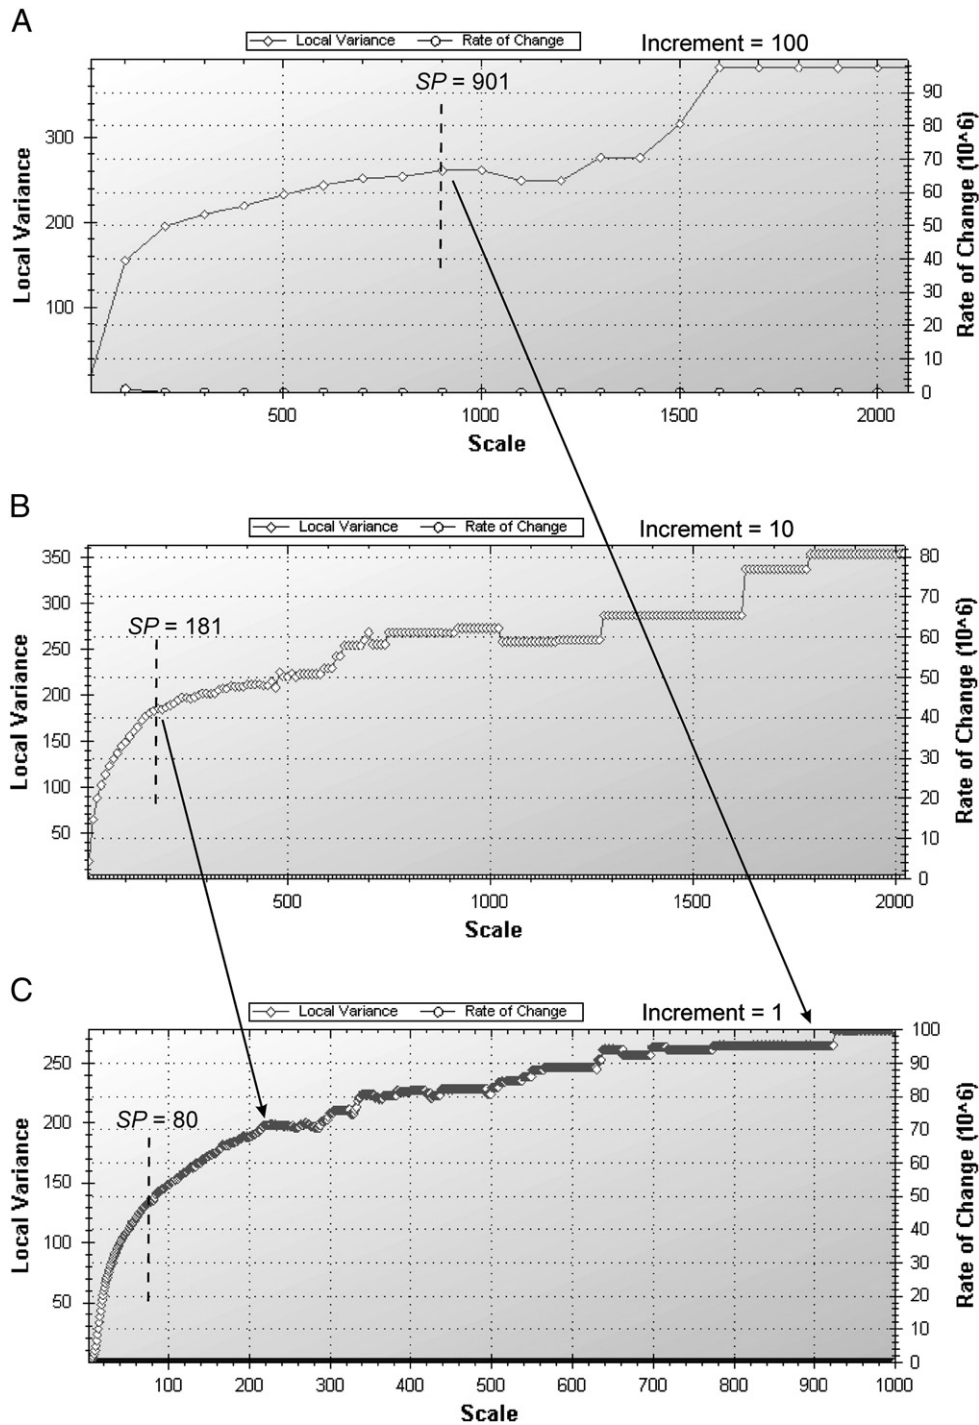 A
Local Variance Rate of Change Increment = 100
SP = 901
300
200
100
Local Variance
90
80
70
60
50
40
30
20
10
0
Rate of Change (10^6)
500 1000 1500 2000
Scale
B
Local Variance Rate of Change Increment = 10
SP = 181
350
300
250
200
150
100
50
Local Variance
80
70
60
50
40
30
20
10
0
Rate of Change (10^6)
500 1000 1500 2000
Scale
C
Local Variance Rate of Change Increment = 1
SP = 80
250
200
150
100
50
Local Variance
100
90
80
70
60
50
40
30
20
10
0
Rate of Change (10^6)
100 200 300 400 500 600 700 800 900 1000
Scale